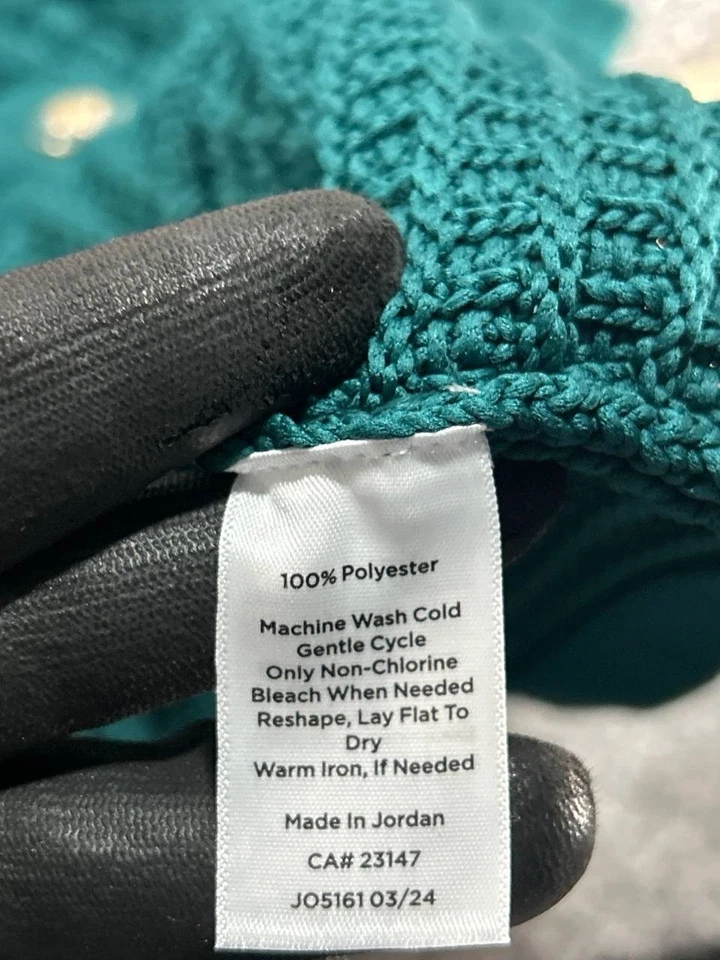 100% Polyester
Machine Wash Cold
Gentle Cycle
Only Non-Chlorine
Bleach When Needed
Reshape, Lay Flat To
Dry
Warm Iron, If Needed
Made In Jordan
CA# 23147
JO5161 03/24